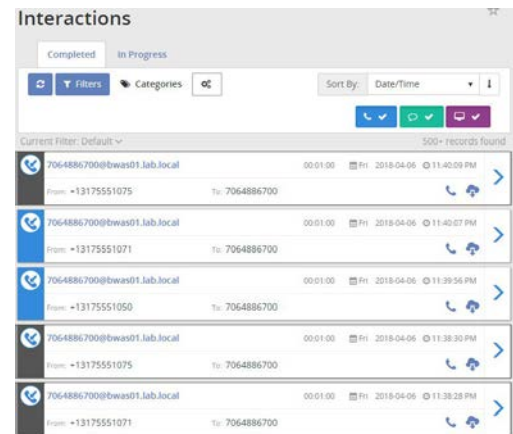 Interactions
Completed In Progress
Filters Categories Sort By: Date/Time
Current Filter: Default 500+ records found
7064886700@bwas01.lab.local 00:01:00 Fri 2018-04-06 11:40:09 PM
From: +13175551075 To: 7064886700
7064886700@bwas01.lab.local 00:01:00 Fri 2018-04-06 11:40:07 PM
From: +13175551071 To: 7064886700
7064886700@bwas01.lab.local 00:01:00 Fri 2018-04-06 11:39:56 PM
From: +13175551050 To: 7064886700
7064886700@bwas01.lab.local 00:01:00 Fri 2018-04-06 11:38:30 PM
From: +13175551075 To: 7064886700
7064886700@bwas01.lab.local 00:01:00 Fri 2018-04-06 11:38:28 PM
From: +13175551071 To: 7064886700